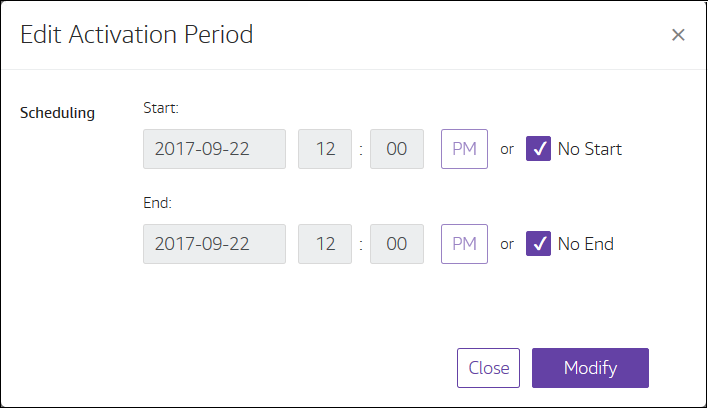 Edit Activation Period ×
Scheduling Start:
2017-09-22 12 : 00 PM or No Start
End:
2017-09-22 12 : 00 PM or No End
Close Modify